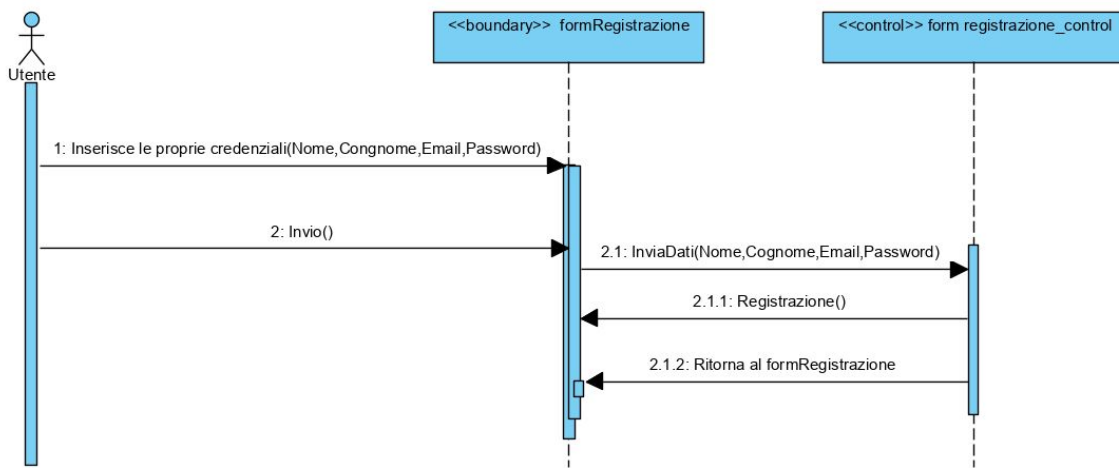 <<boundary>> formRegistrazione
<<control>> form registrazione_control
Utente
1: Inserisce le proprie credenziali(Nome,Congnome,Email,Password)
2: Invio()
2.1: InviaDati(Nome,Cognome,Email,Password)
2.1.1: Registrazione()
2.1.2: Ritorna al formRegistrazione